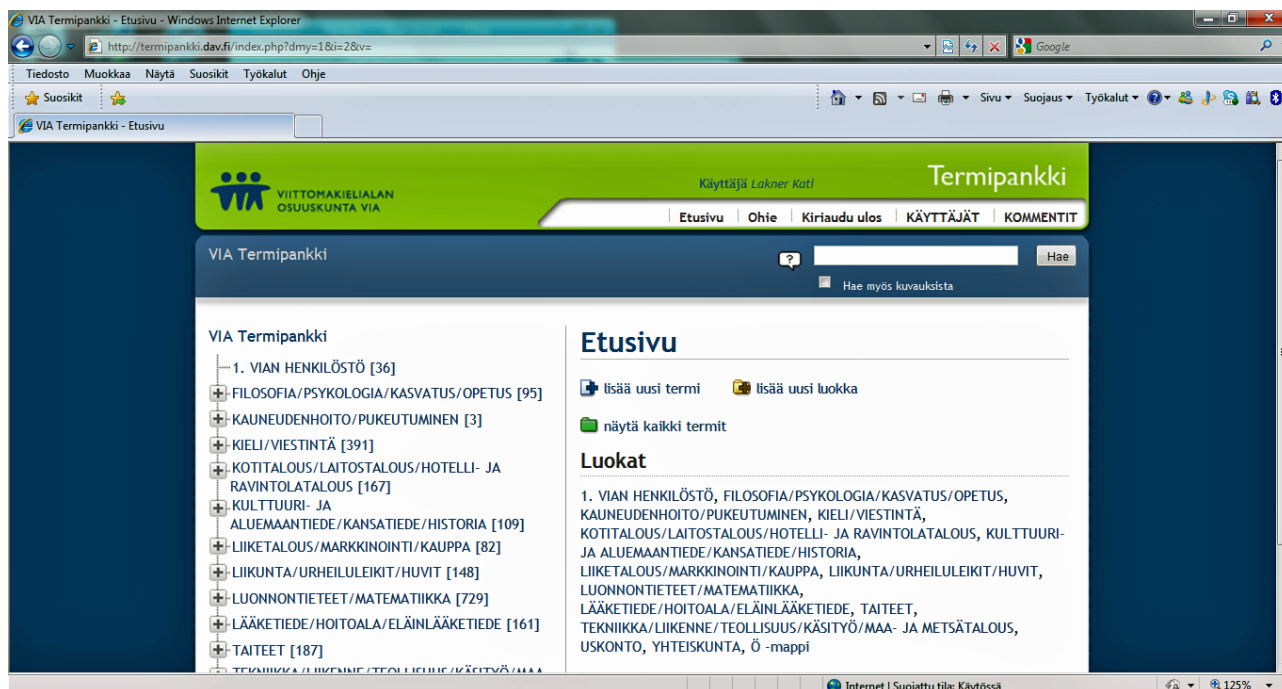 VIA Termipankki - Etusivu - Windows Internet Explorer
http://termipankki.dav.fi/index.php?dmy=1&i=2&v=
Google
Tiedosto Muokkaa Näytä Suosikit Työkalut Ohje
Suosikit
Sivu Suojaus Työkalut
VIA Termipankki - Etusivu
VIA
VIITTOMAKIELIALAN
OSUUSKUNTA VIA
Käyttäjä Lakner Kati
Termipankki
Etusivu Ohje Kirjaudu ulos KÄYTTÄJÄT KOMMENTIT
VIA Termipankki
?
Hae
Hae myös kuvauksista
VIA Termipankki
1. VIAN HENKILÖSTÖ [36]
FILOSOFIA/PSYKOLOGIA/KASVATUS/OPETUS [95]
KAUNEUDENHOITO/PUKEUTUMINEN [3]
KIELI/VIESTINTÄ [391]
KOTITALOUS/LAITOSTALOUS/HOTELLI- JA
RAVINTOLATALOUS [167]
KULTTUURI- JA
ALUEMAANTIEDE/KANSATIEDE/HISTORIA [109]
LIIKETALOUS/MARKKINOINTI/KAUPPA [82]
LIIKUNTA/URHEILULEIKIT/HUVIT [148]
LUONNONTIETEET/MATEMATIIKKA [729]
LÄÄKETIEDE/HOITOALA/ELÄINLÄÄKETIEDE [161]
TAITEET [187]
TEKNIIKKA/LIIKENNE/TEOLLISUUS/KÄSITYÖ/MAA-
Etusivu
lisää uusi termi lisää uusi luokka
näytä kaikki termit
Luokat
1. VIAN HENKILÖSTÖ, FILOSOFIA/PSYKOLOGIA/KASVATUS/OPETUS,
KAUNEUDENHOITO/PUKEUTUMINEN, KIELI/VIESTINTÄ,
KOTITALOUS/LAITOSTALOUS/HOTELLI- JA RAVINTOLATALOUS, KULTTUURI-
JA ALUEMAANTIEDE/KANSATIEDE/HISTORIA,
LIIKETALOUS/MARKKINOINTI/KAUPPA, LIIKUNTA/URHEILULEIKIT/HUVIT,
LUONNONTIETEET/MATEMATIIKKA,
LÄÄKETIEDE/HOITOALA/ELÄINLÄÄKETIEDE, TAITEET,
TEKNIIKKA/LIIKENNE/TEOLLISUUS/KÄSITYÖ/MAA- JA METSÄTALOUS,
USKONTO, YHTEISKUNTA, Ö -mappi
Internet | Suojattu tila: Käytössä
125%